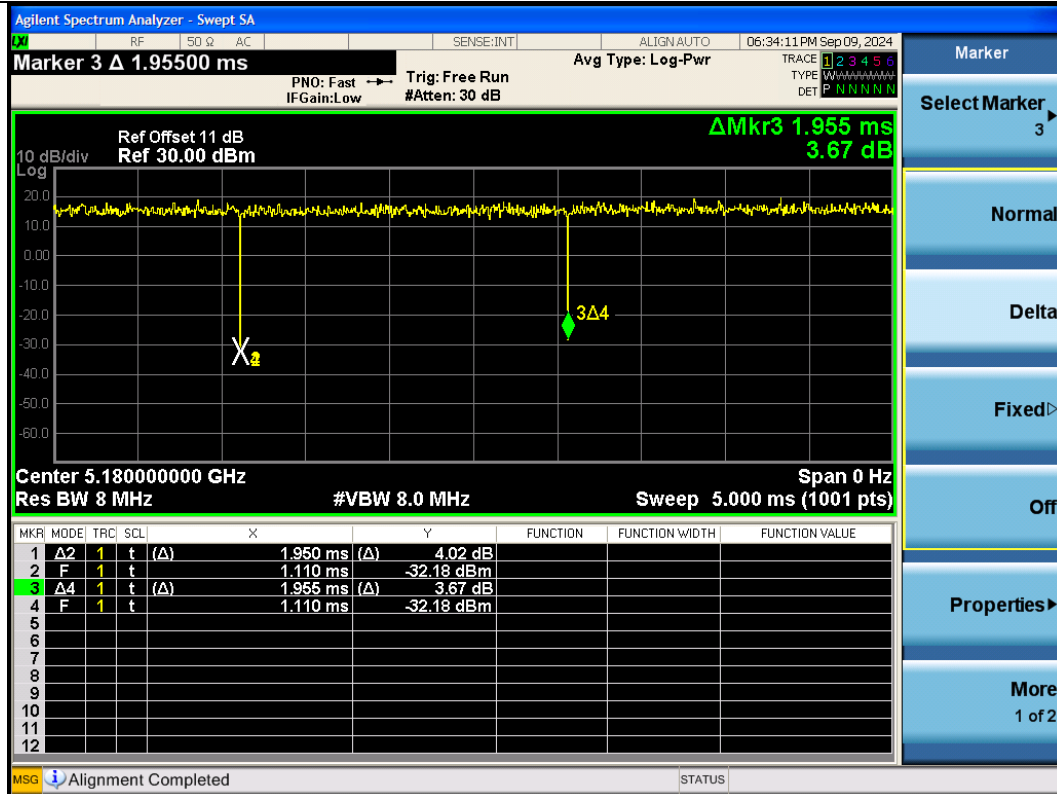 Agilent Spectrum Analyzer - Swept SA
LXI RF 50 Ω AC SENSE:INT ALIGNAUTO 06:34:11 PM Sep 09, 2024
Marker 3 Δ 1.95500 ms
PNO: Fast
IFGain:Low
Trig: Free Run
#Atten: 30 dB
Avg Type: Log-Pwr
TRACE 1 2 3 4 5 6
TYPE
DET P N N N N N
Ref Offset 11 dB
10 dB/div Ref 30.00 dBm
Log
ΔMkr3 1.955 ms
3.67 dB
20.0
10.0
0.00
-10.0
-20.0
-30.0
-40.0
-50.0
-60.0
3Δ4
Center 5.180000000 GHz Span 0 Hz
Res BW 8 MHz #VBW 8.0 MHz Sweep 5.000 ms (1001 pts)
MKR MODE TRC SCL X Y FUNCTION FUNCTION WIDTH FUNCTION VALUE
1 Δ2 1 t (Δ) 1.950 ms (Δ) 4.02 dB
2 F 1 t 1.110 ms -32.18 dBm
3 Δ4 1 t (Δ) 1.955 ms (Δ) 3.67 dB
4 F 1 t 1.110 ms -32.18 dBm
5
6
7
8
9
10
11
12
MSG Alignment Completed STATUS
Marker
Select Marker
3
Normal
Delta
Fixed
Off
Properties
More
1 of 2